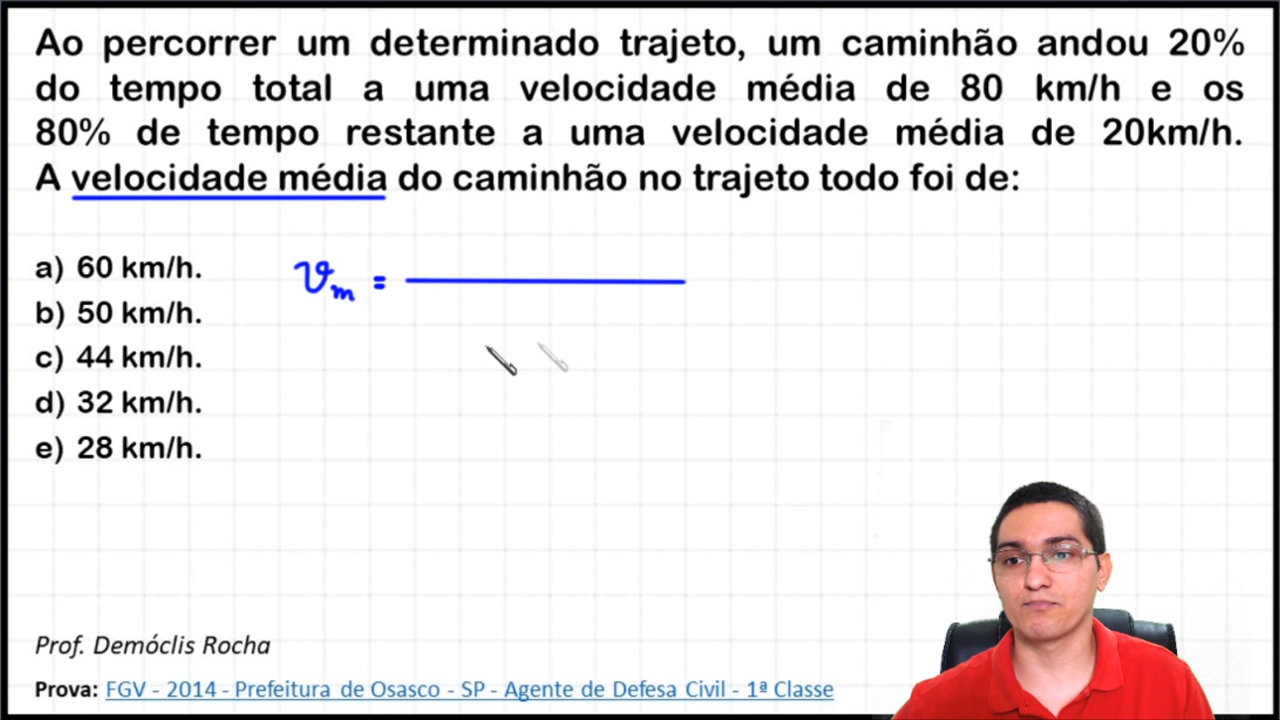 Ao percorrer um determinado trajeto, um caminhão andou 20%
do tempo total a uma velocidade média de 80 km/h e os
80% de tempo restante a uma velocidade média de 20km/h.
A velocidade média do caminhão no trajeto todo foi de:
a) 60 km/h.
v_m =
b) 50 km/h.
c) 44 km/h.
d) 32 km/h.
e) 28 km/h.
Prof. Demóclis Rocha
Prova: FGV - 2014 - Prefeitura de Osasco - SP - Agente de Defesa Civil - 1ª Classe